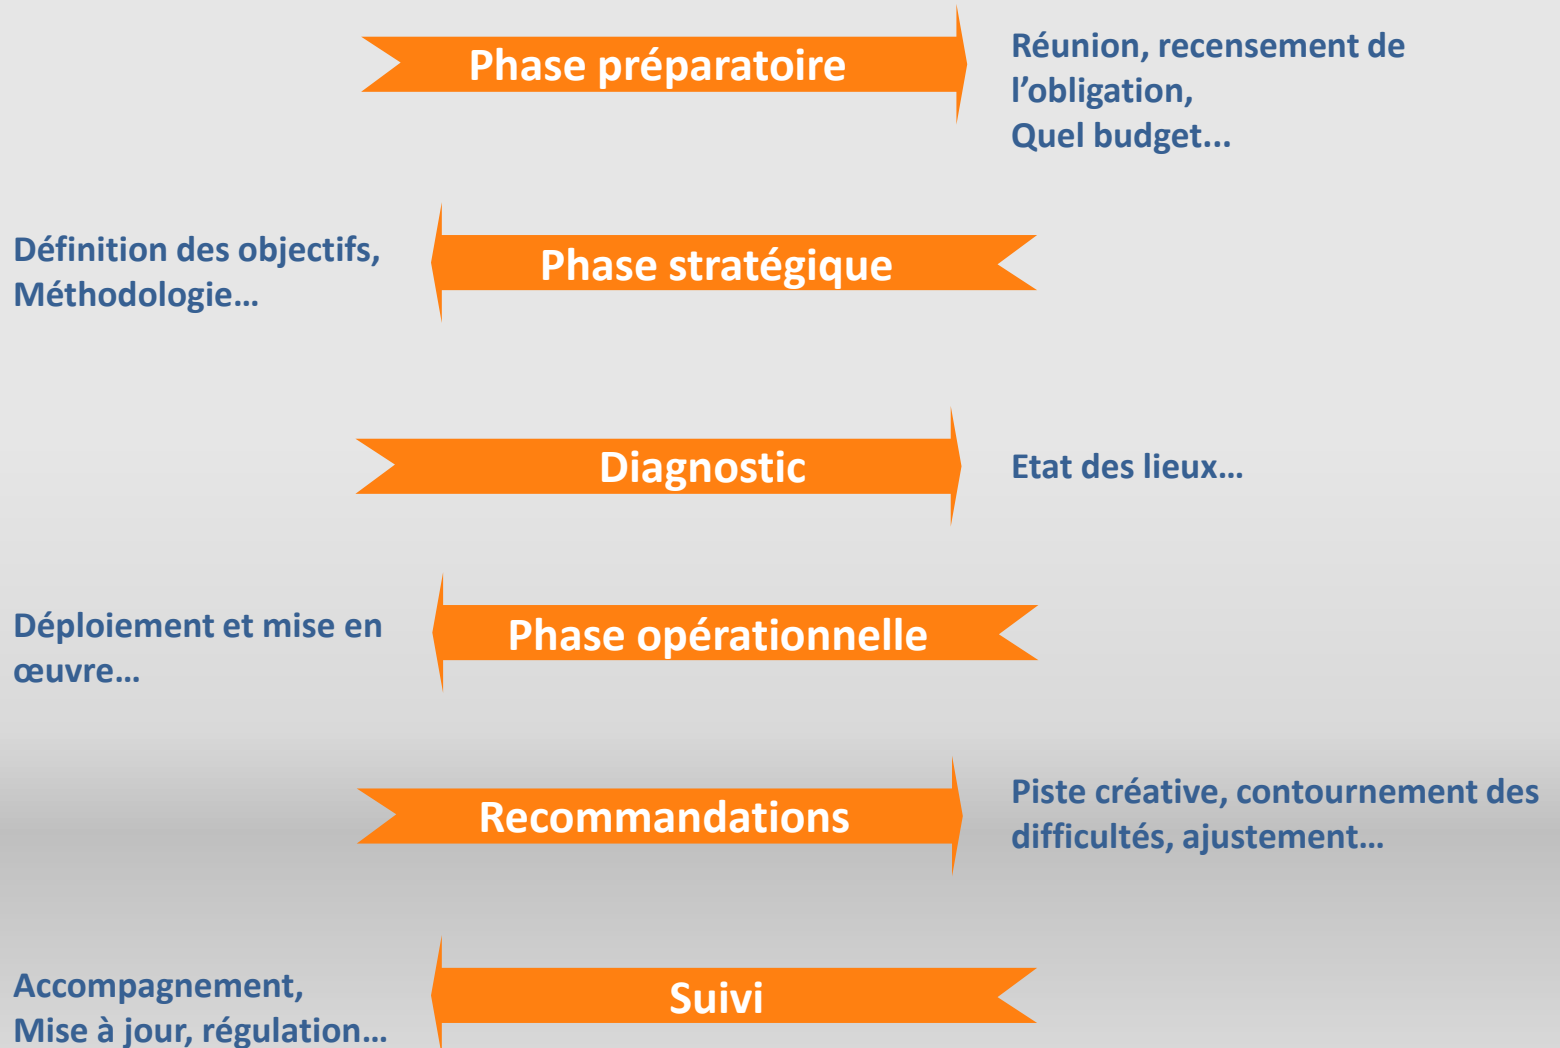 Phase préparatoire
Réunion, recensement de
l’obligation,
Quel budget...
Définition des objectifs,
Méthodologie…
Phase stratégique
Diagnostic
Etat des lieux…
Déploiement et mise en
œuvre…
Phase opérationnelle
Recommandations
Piste créative, contournement des
difficultés, ajustement…
Accompagnement,
Mise à jour, régulation…
Suivi